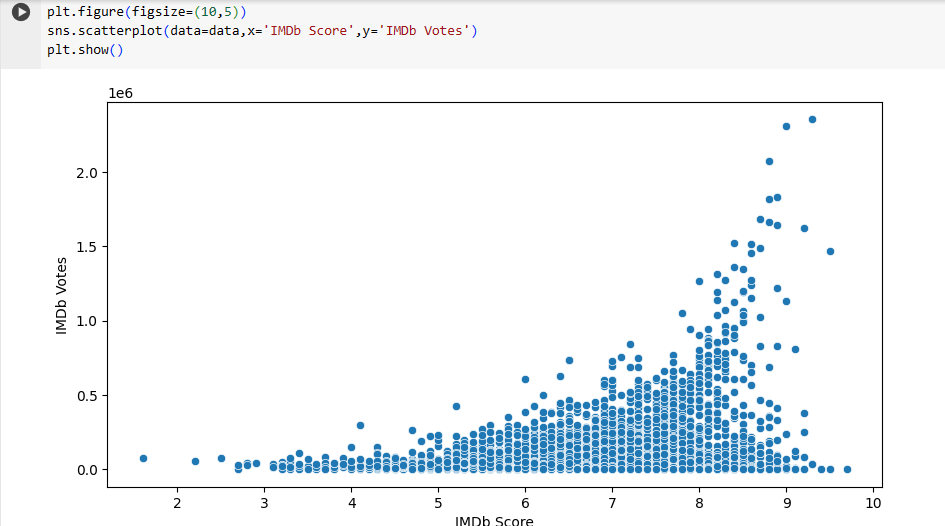 plt.figure(figsize=(10,5))
sns.scatterplot(data=data,x='IMDb Score',y='IMDb Votes')
plt.show()
1e6
2.0
1.5
1.0
0.5
0.0
IMDb Votes
2 3 4 5 6 7 8 9 10
IMDb Score